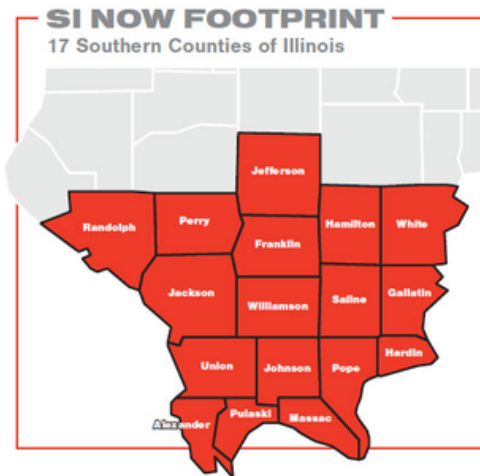 SI NOW FOOTPRINT
17 Southern Counties of Illinois
Jefferson
Randolph
Perry
Hamilton
White
Franklin
Jackson
Williamson
Saline
Gallatin
Union
Johnson
Pope
Hardin
Alexander
Pulaski
Massac